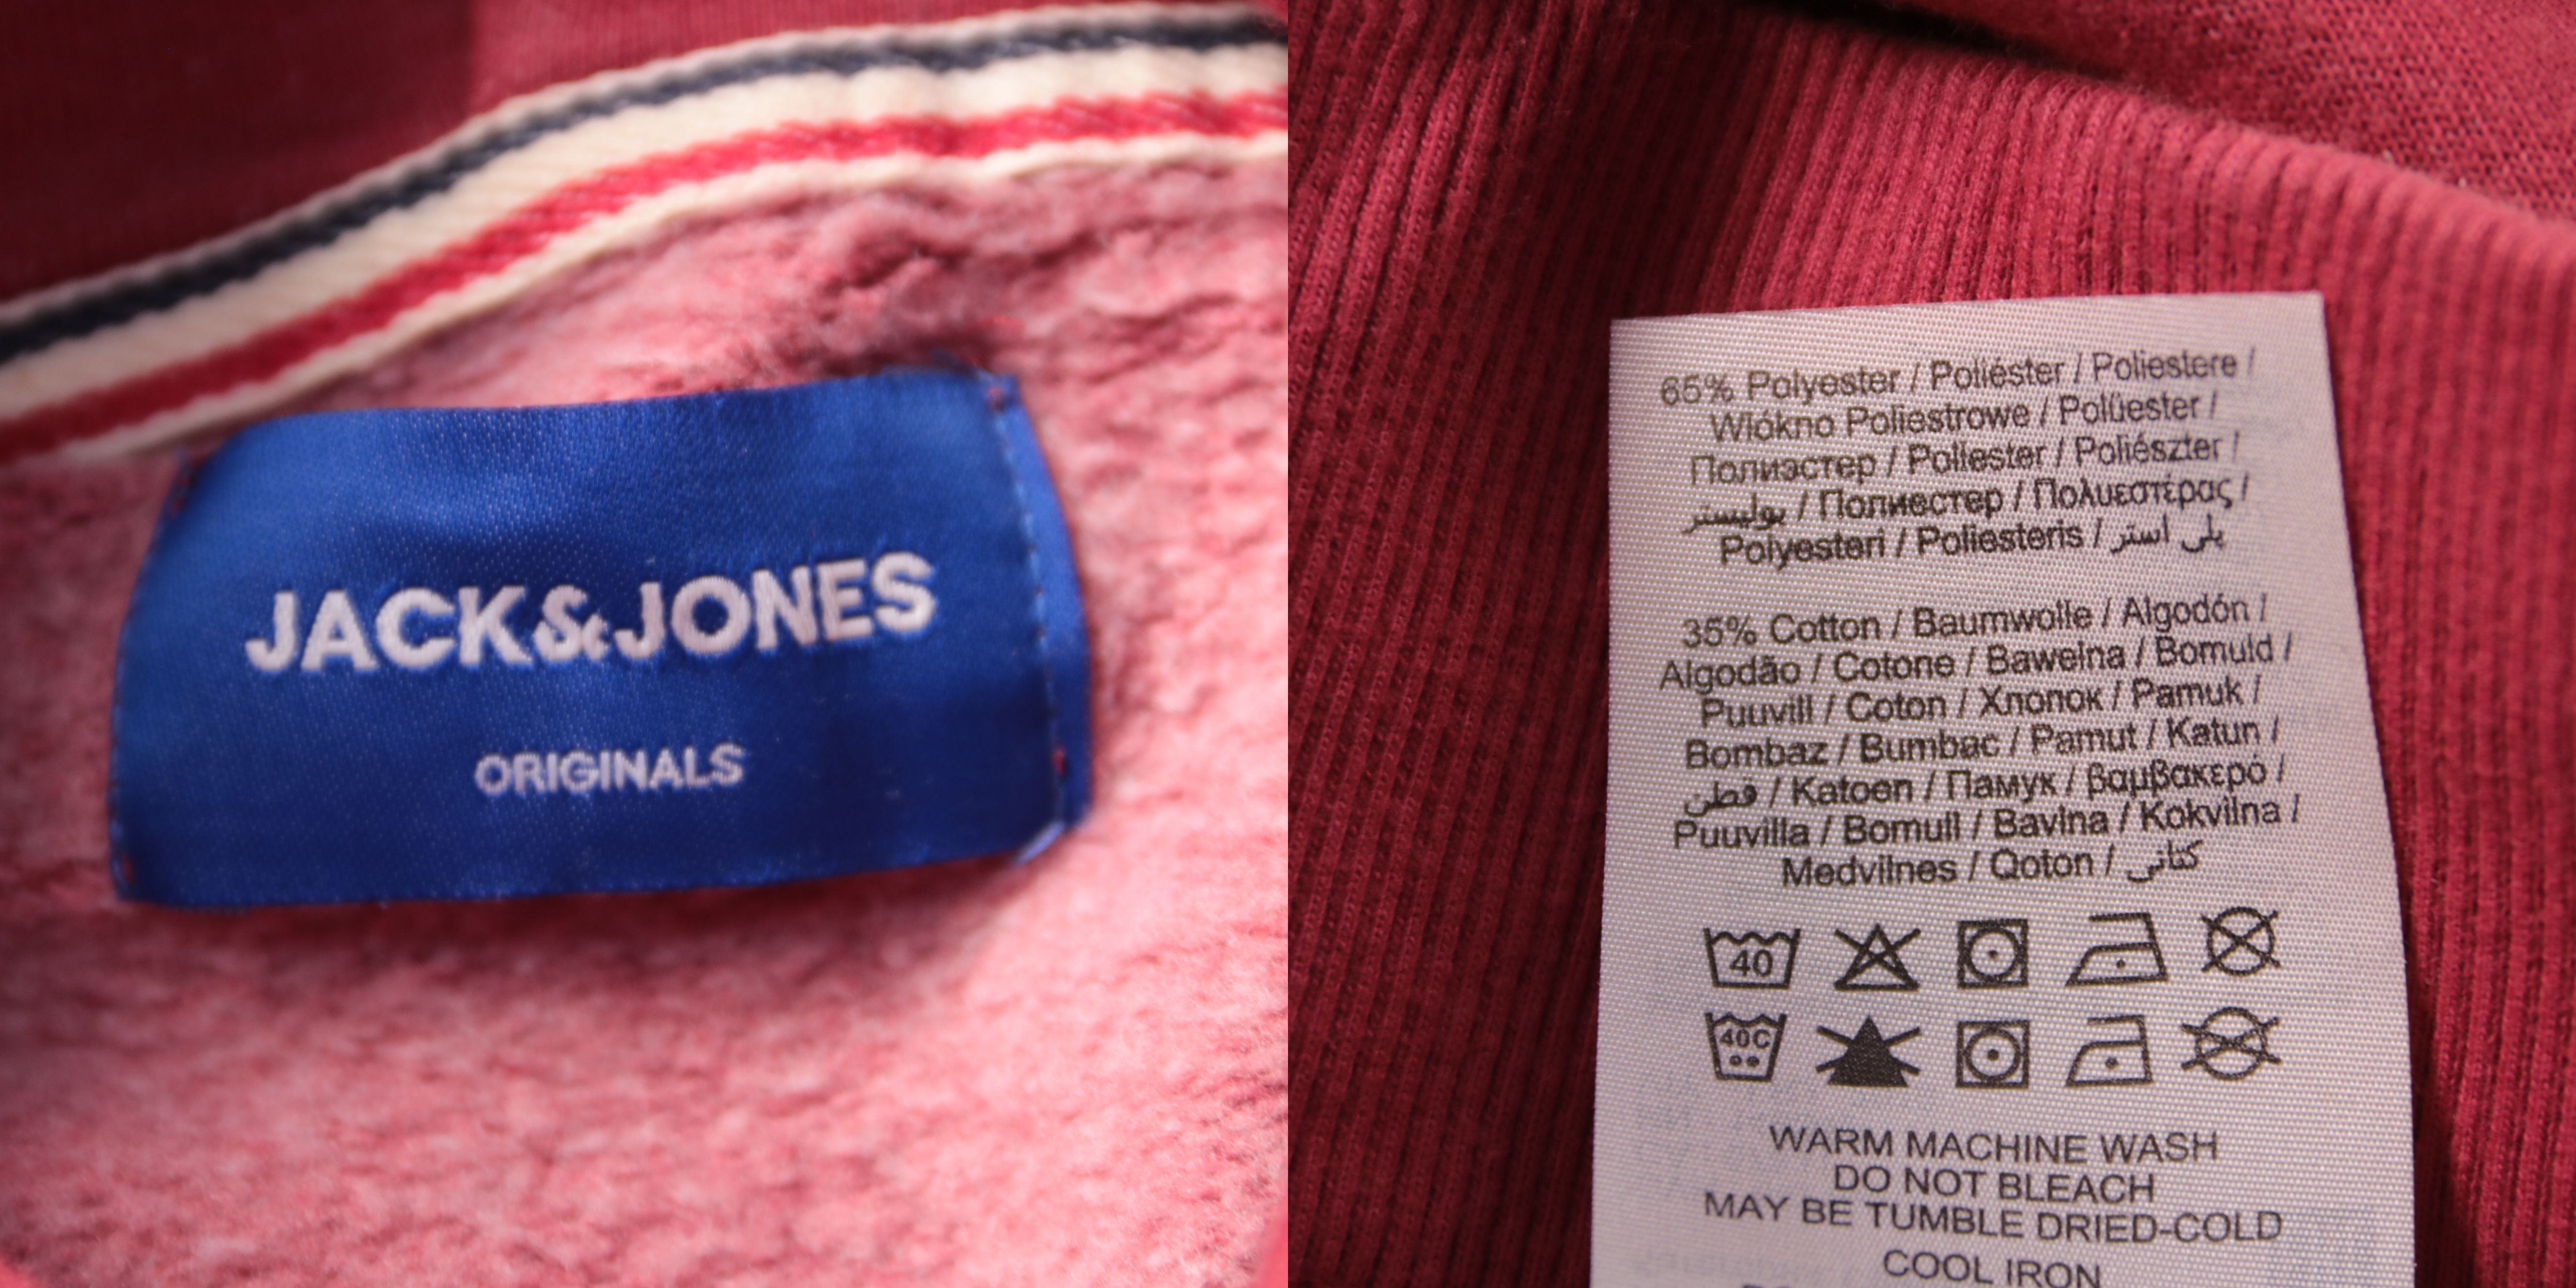 JACK&JONES
ORIGINALS
65% Polyester / Poliéster / Poliestere /
Wlókno Poliestrowe / Polüester /
Полиэстер / Poliester / Poliészter /
بوليستر / Полиестер / Πολυεστέρας /
Polyesteri / Poliesteris / پلی استر
35% Cotton / Baumwolle / Algodón /
Algodão / Cotone / Bawelna / Bomuld /
Puuvill / Coton / Хлопок / Pamuk /
Bombaz / Bumbac / Pamut / Katun /
قطن / Katoen / Памук / βαμβακερό /
Puuvilla / Bomull / Bavlna / Kokvilna /
Medvilnes / Qoton / كتانی
40
40C
WARM MACHINE WASH
DO NOT BLEACH
MAY BE TUMBLE DRIED-COLD
COOL IRON